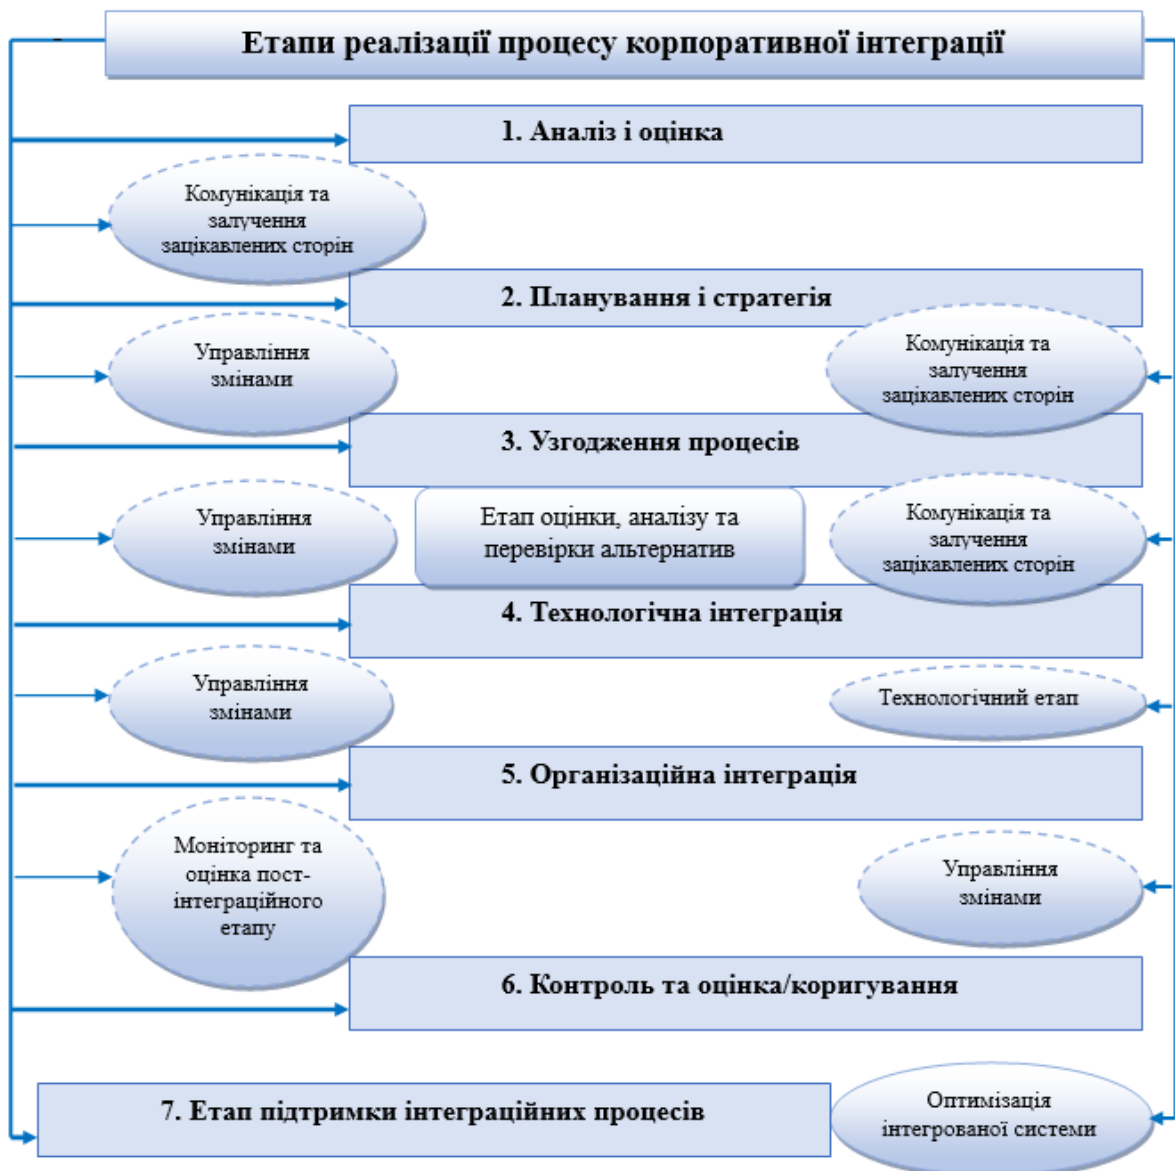 Етапи реалізації процесу корпоративної інтеграції
1. Аналіз і оцінка
Комунікація та
залучення
зацікавлених сторін
2. Планування і стратегія
Управління
змінами
Комунікація та
залучення
зацікавлених сторін
3. Узгодження процесів
Управління
змінами
Етап оцінки, аналізу та
перевірки альтернатив
Комунікація та
залучення
зацікавлених сторін
4. Технологічна інтеграція
Управління
змінами
Технологічний етап
5. Організаційна інтеграція
Моніторинг та
оцінка пост-
інтеграційного
етапу
Управління
змінами
6. Контроль та оцінка/коригування
7. Етап підтримки інтеграційних процесів
Оптимізація
інтегрованої системи